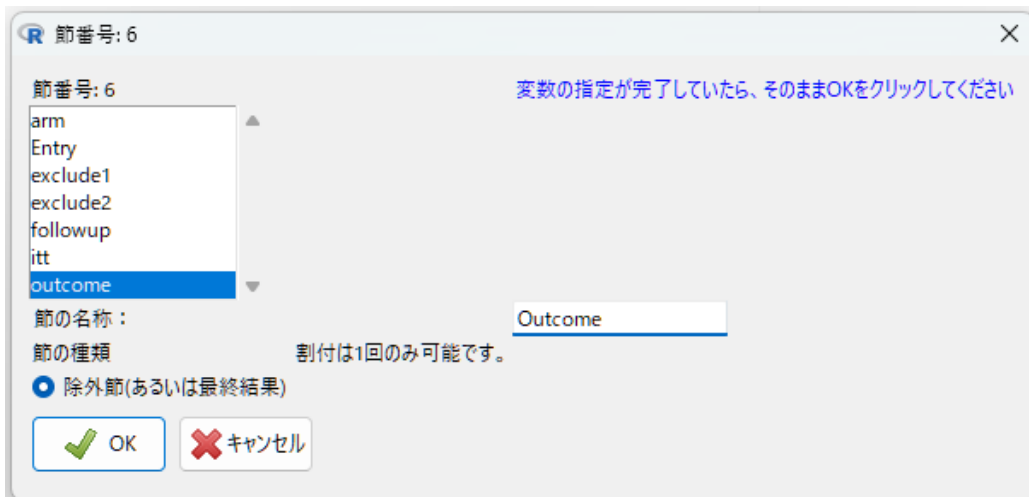 節番号: 6
節番号: 6
変数の指定が完了していたら、そのままOKをクリックしてください
arm
Entry
exclude1
exclude2
followup
itt
outcome
節の名称：
Outcome
節の種類
割付は1回のみ可能です。
除外節(あるいは最終結果)
OK
キャンセル